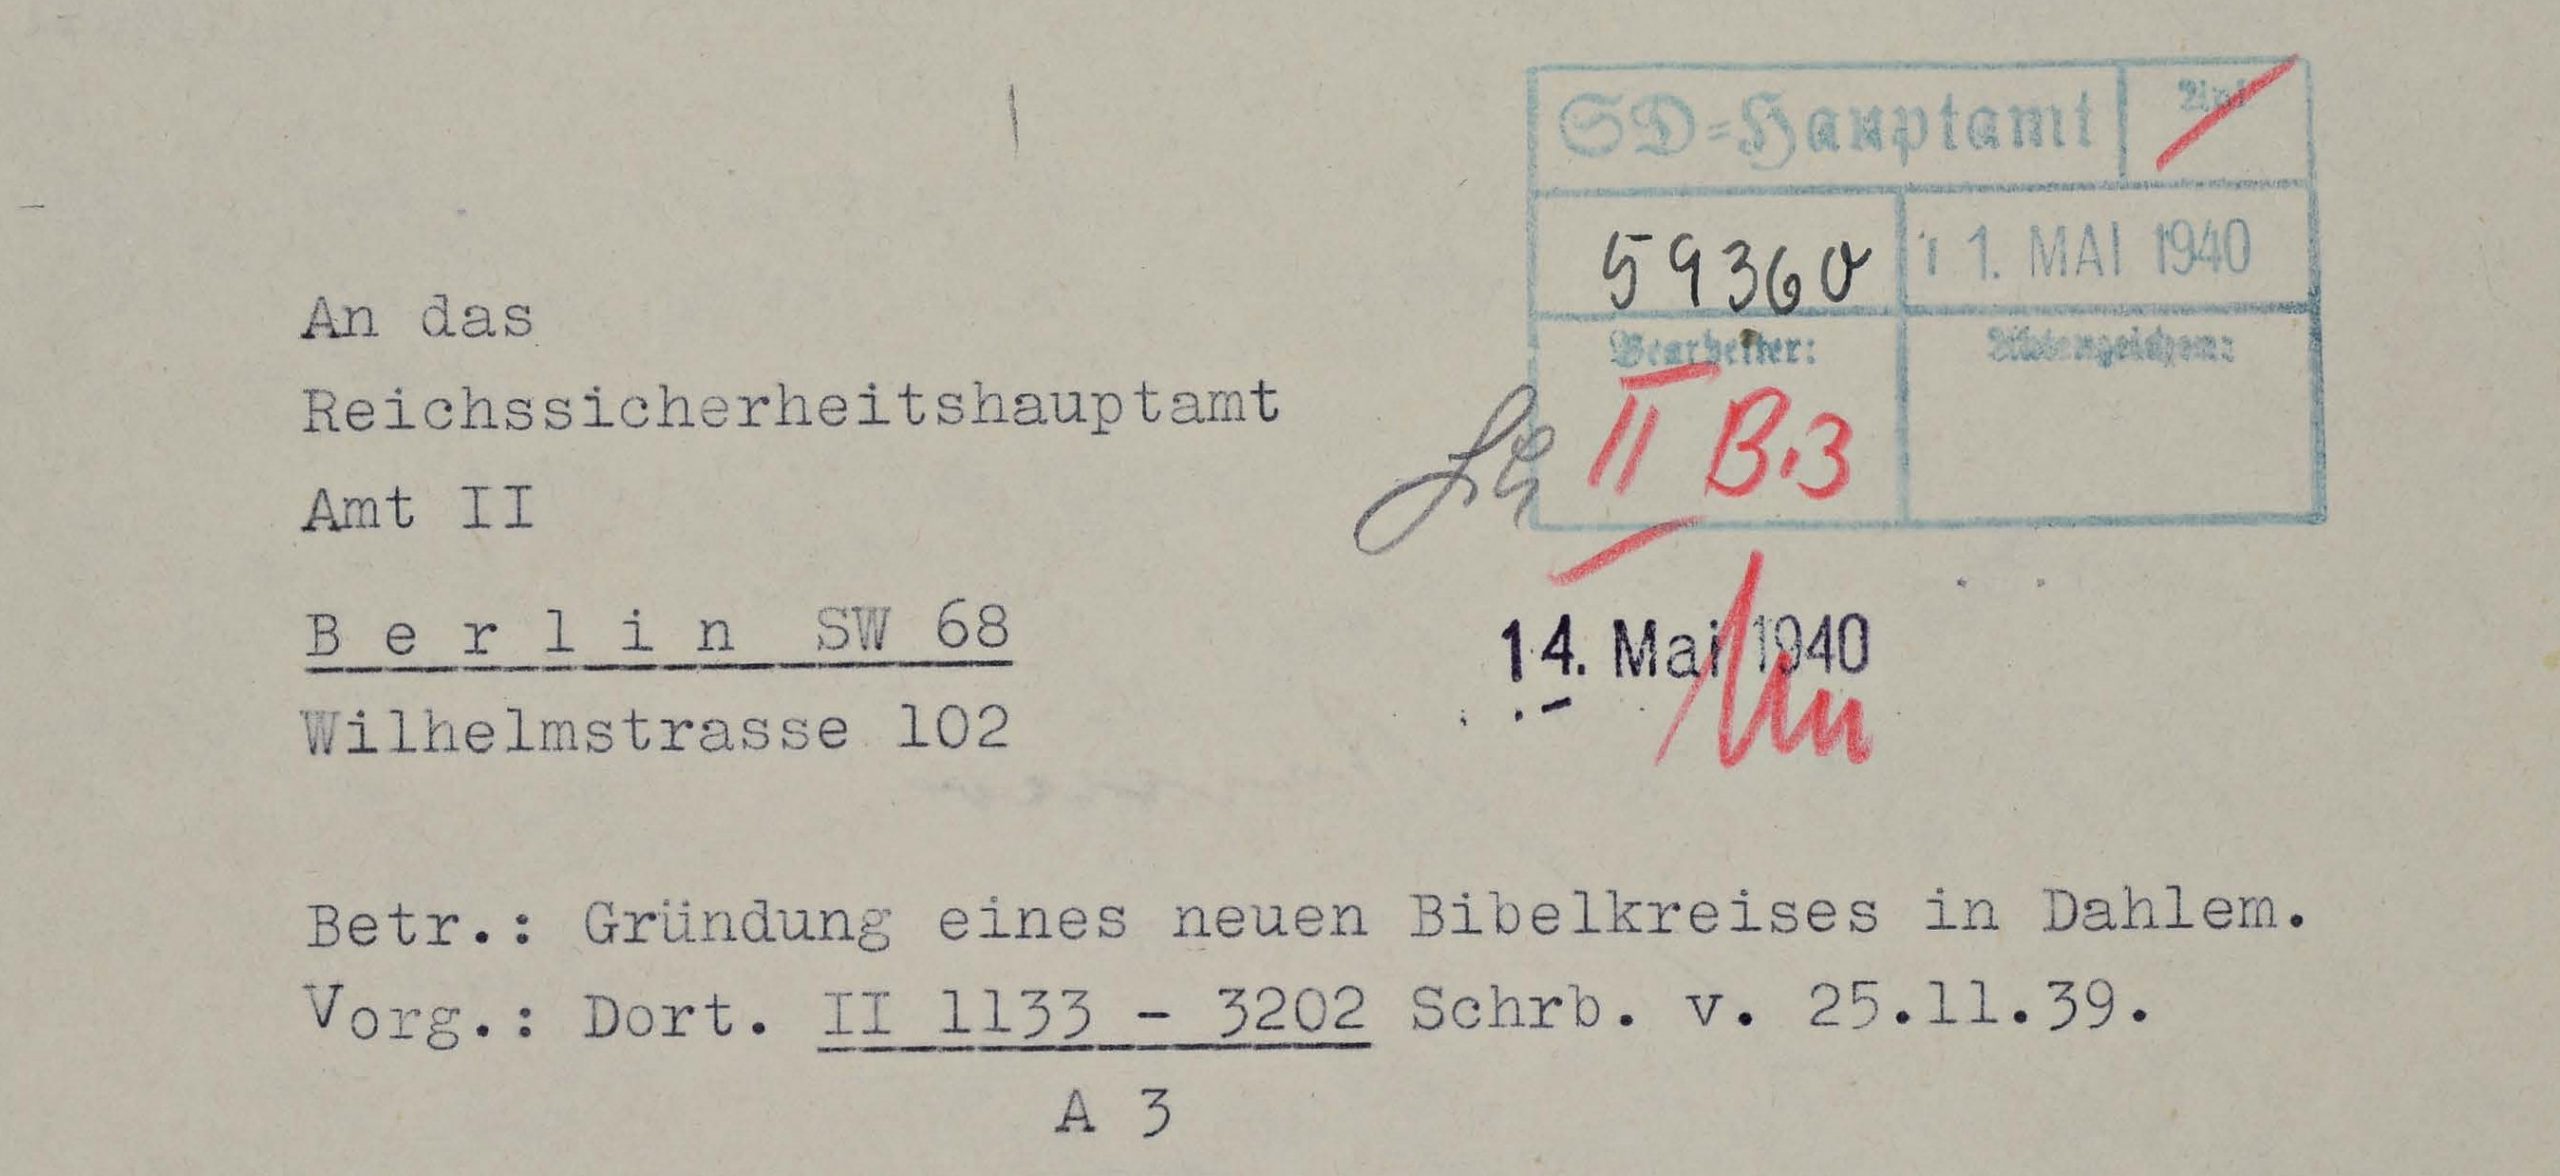 SD=Hauptamt
59360
11. MAI 1940
Bearbeiter:
Aktenzeichen:
II B.3
An das
Reichssicherheitshauptamt
Amt II
14. Mai 1940
Berlin SW 68
Wilhelmstrasse 102
Betr.: Gründung eines neuen Bibelkreises in Dahlem.
Vorg.: Dort. II 1133 - 3202 Schrb. v. 25.11.39.
A 3